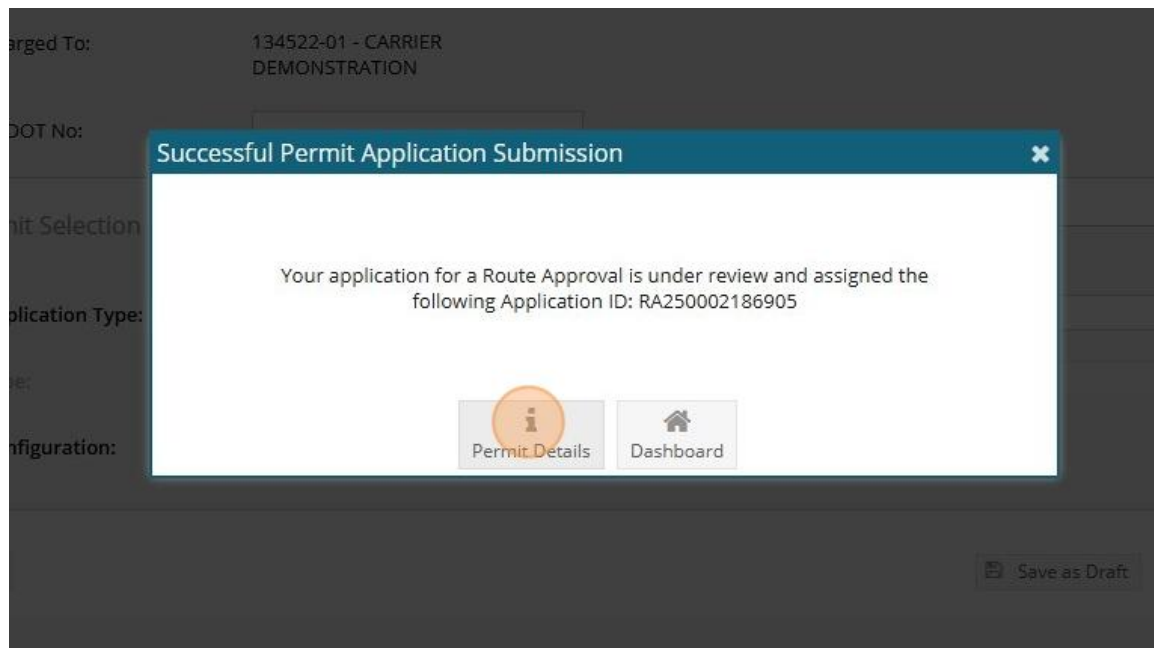 arged To:
134522-01 - CARRIER
DEMONSTRATION
DOT No:
Successful Permit Application Submission
nit Selection
Your application for a Route Approval is under review and assigned the
following Application ID: RA250002186905
plication Type:
pe:
nfiguration:
Permit Details
Dashboard
Save as Draft